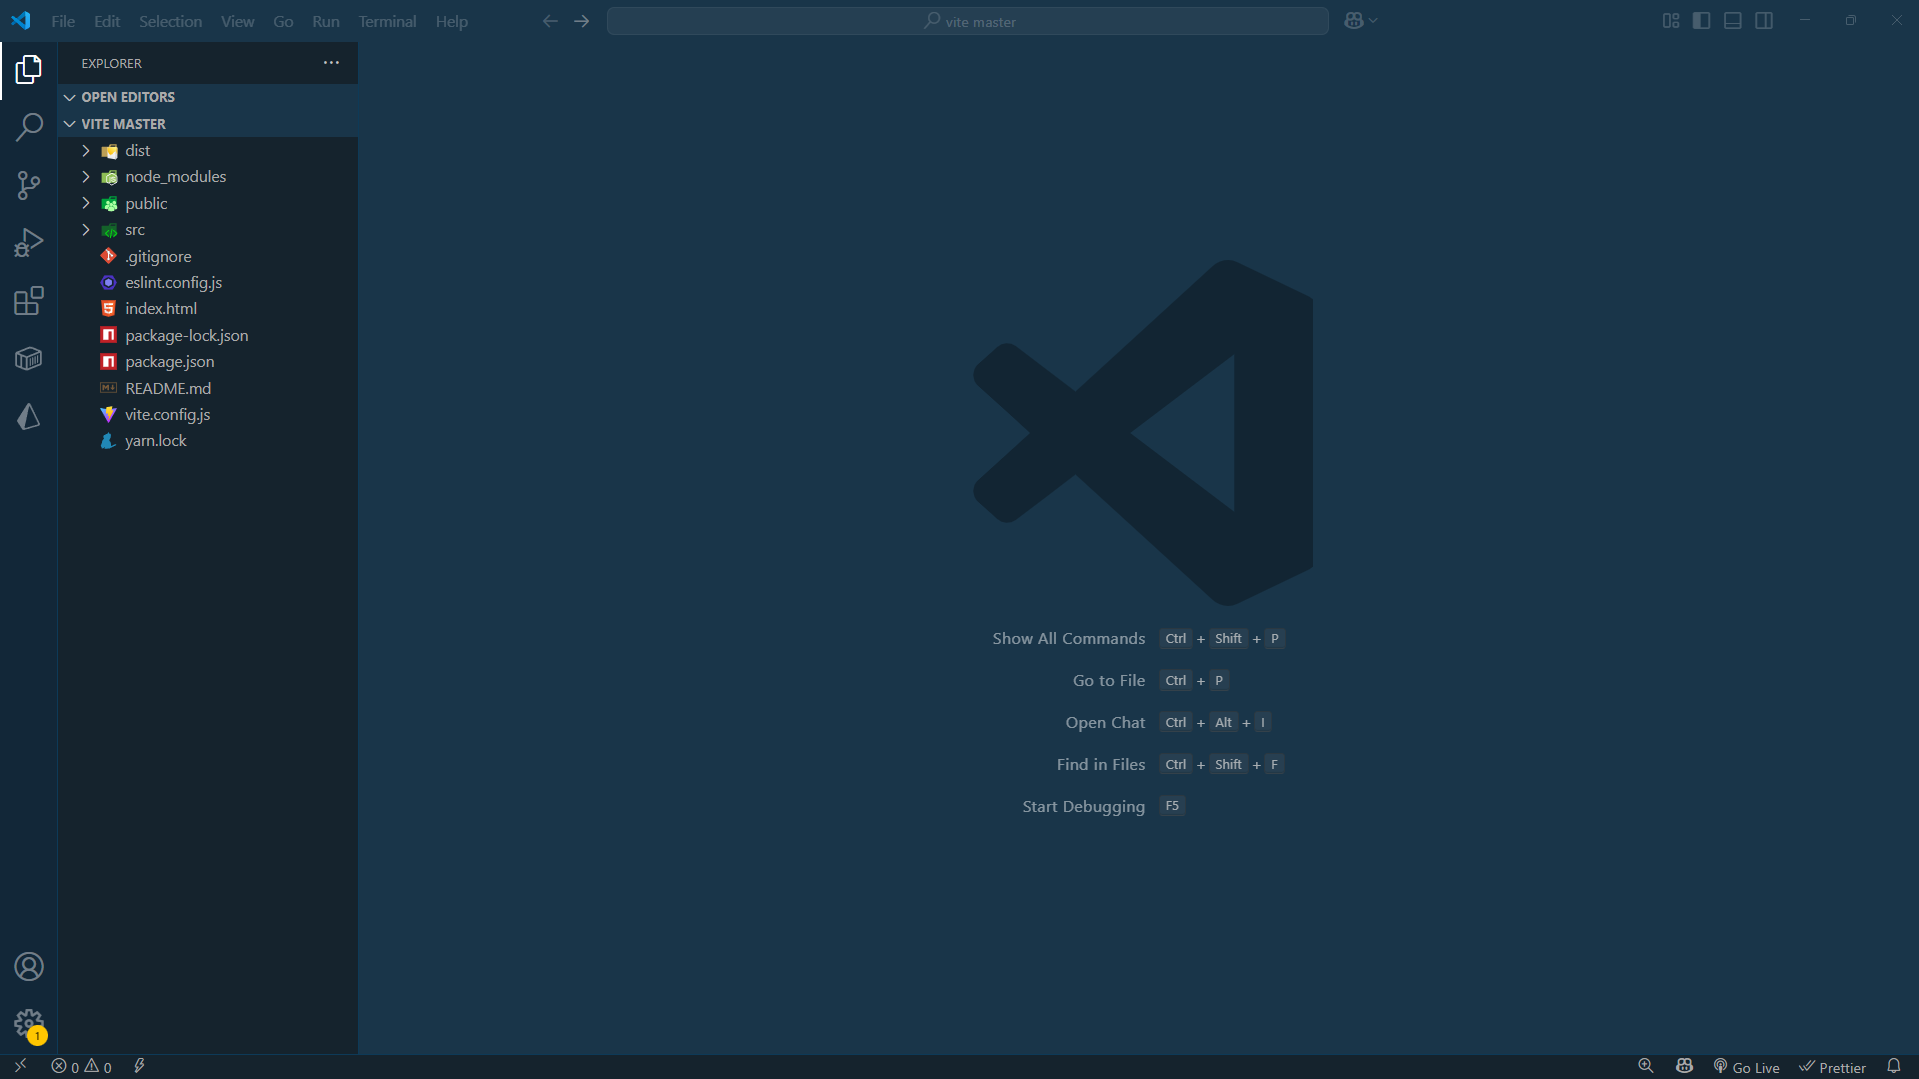 File Edit Selection View Go Run Terminal Help vite master
EXPLORER
OPEN EDITORS
VITE MASTER
dist
node_modules
public
src
.gitignore
eslint.config.js
index.html
package-lock.json
package.json
README.md
vite.config.js
yarn.lock
Show All Commands Ctrl + Shift + P
Go to File Ctrl + P
Open Chat Ctrl + Alt + I
Find in Files Ctrl + Shift + F
Start Debugging F5
1
0 0 Go Live Prettier